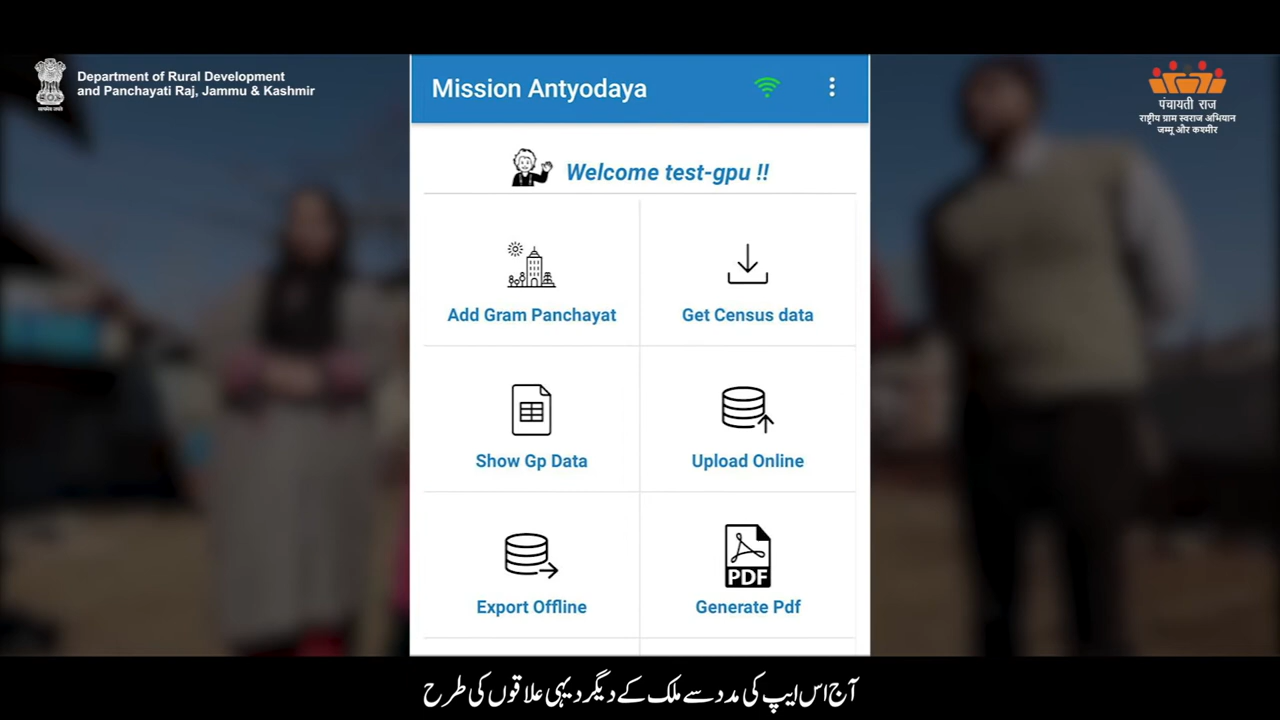 Department of Rural Development
and Panchayati Raj, Jammu & Kashmir
Mission Antyodaya
पंचायती राज
राष्ट्रीय ग्राम स्वराज अभियान
जम्मू और कश्मीर
Welcome test-gpu !!
Add Gram Panchayat
Get Census data
Show Gp Data
Upload Online
Export Offline
PDF
Generate Pdf
آج اس ایپ کی مدد سے ملک کے دیگر دیہی علاقوں کی طرح